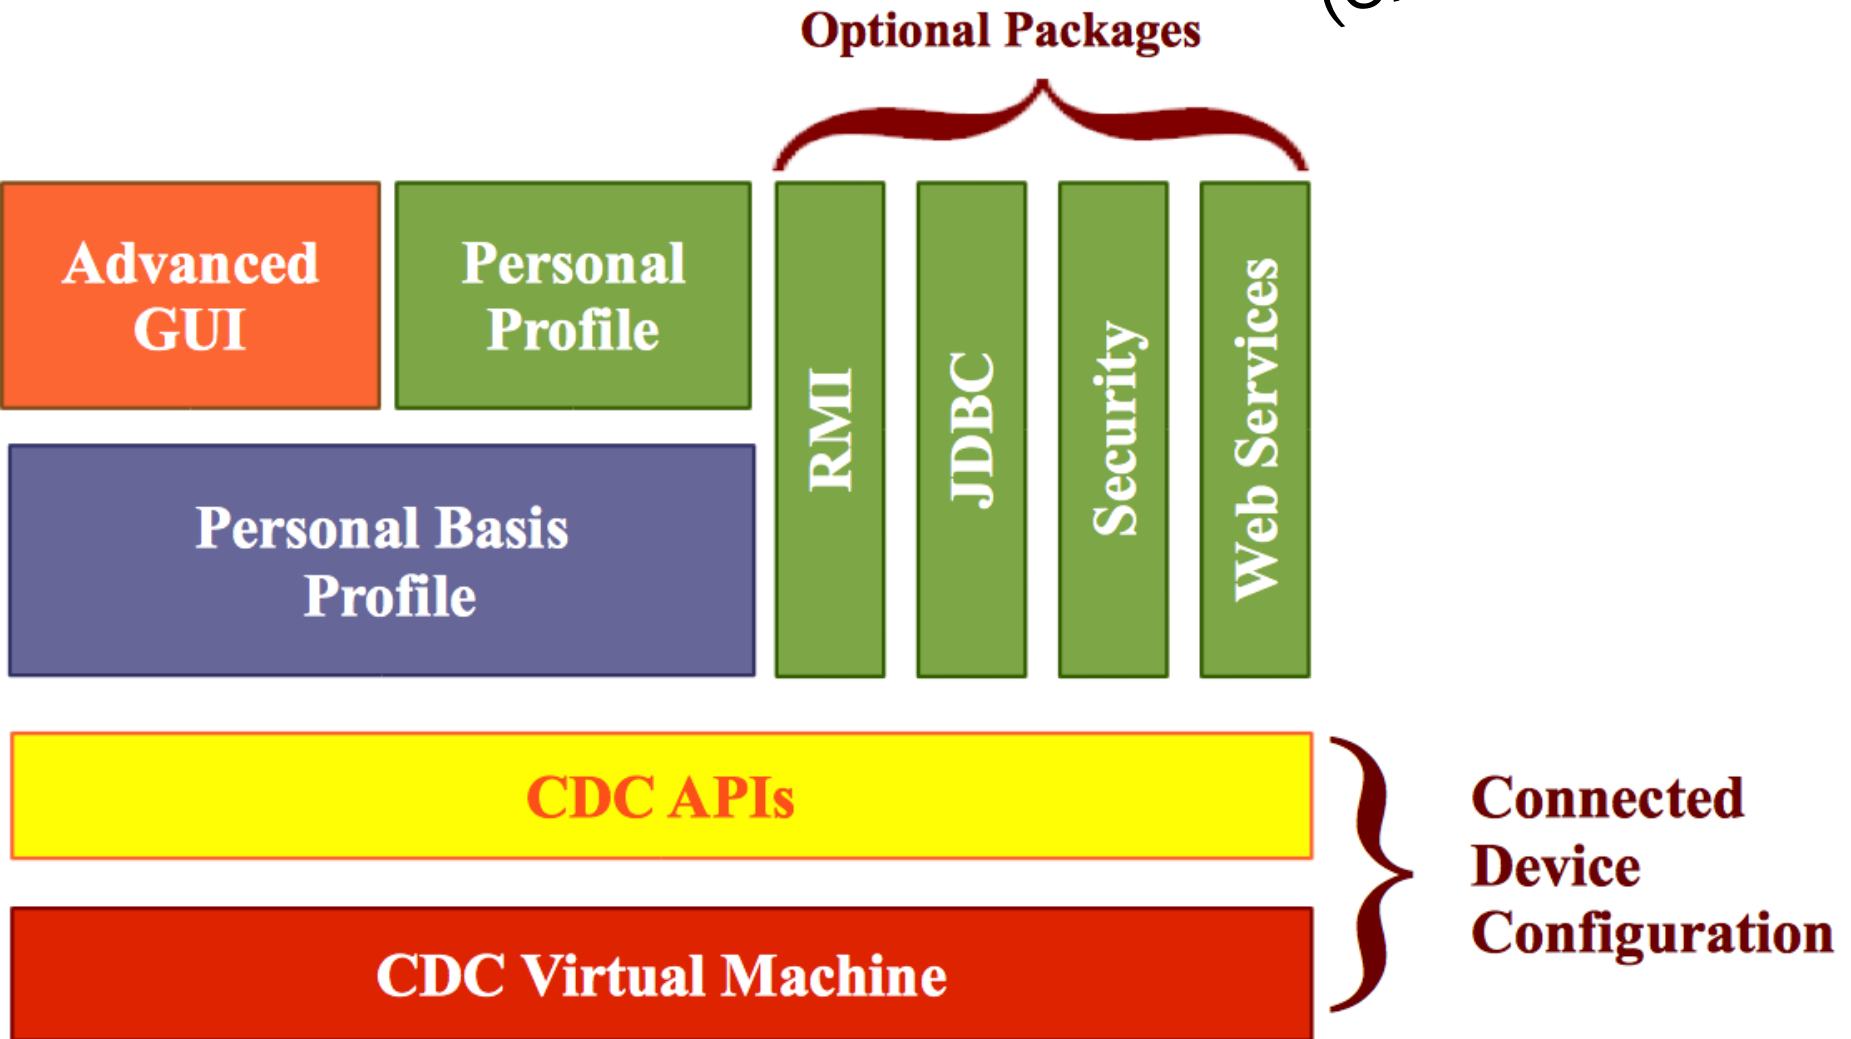 Optional Packages
Advanced
GUI
Personal
Profile
RMI
JDBC
Security
Web Services
Personal Basis
Profile
CDC APIs
Connected
Device
Configuration
CDC Virtual Machine